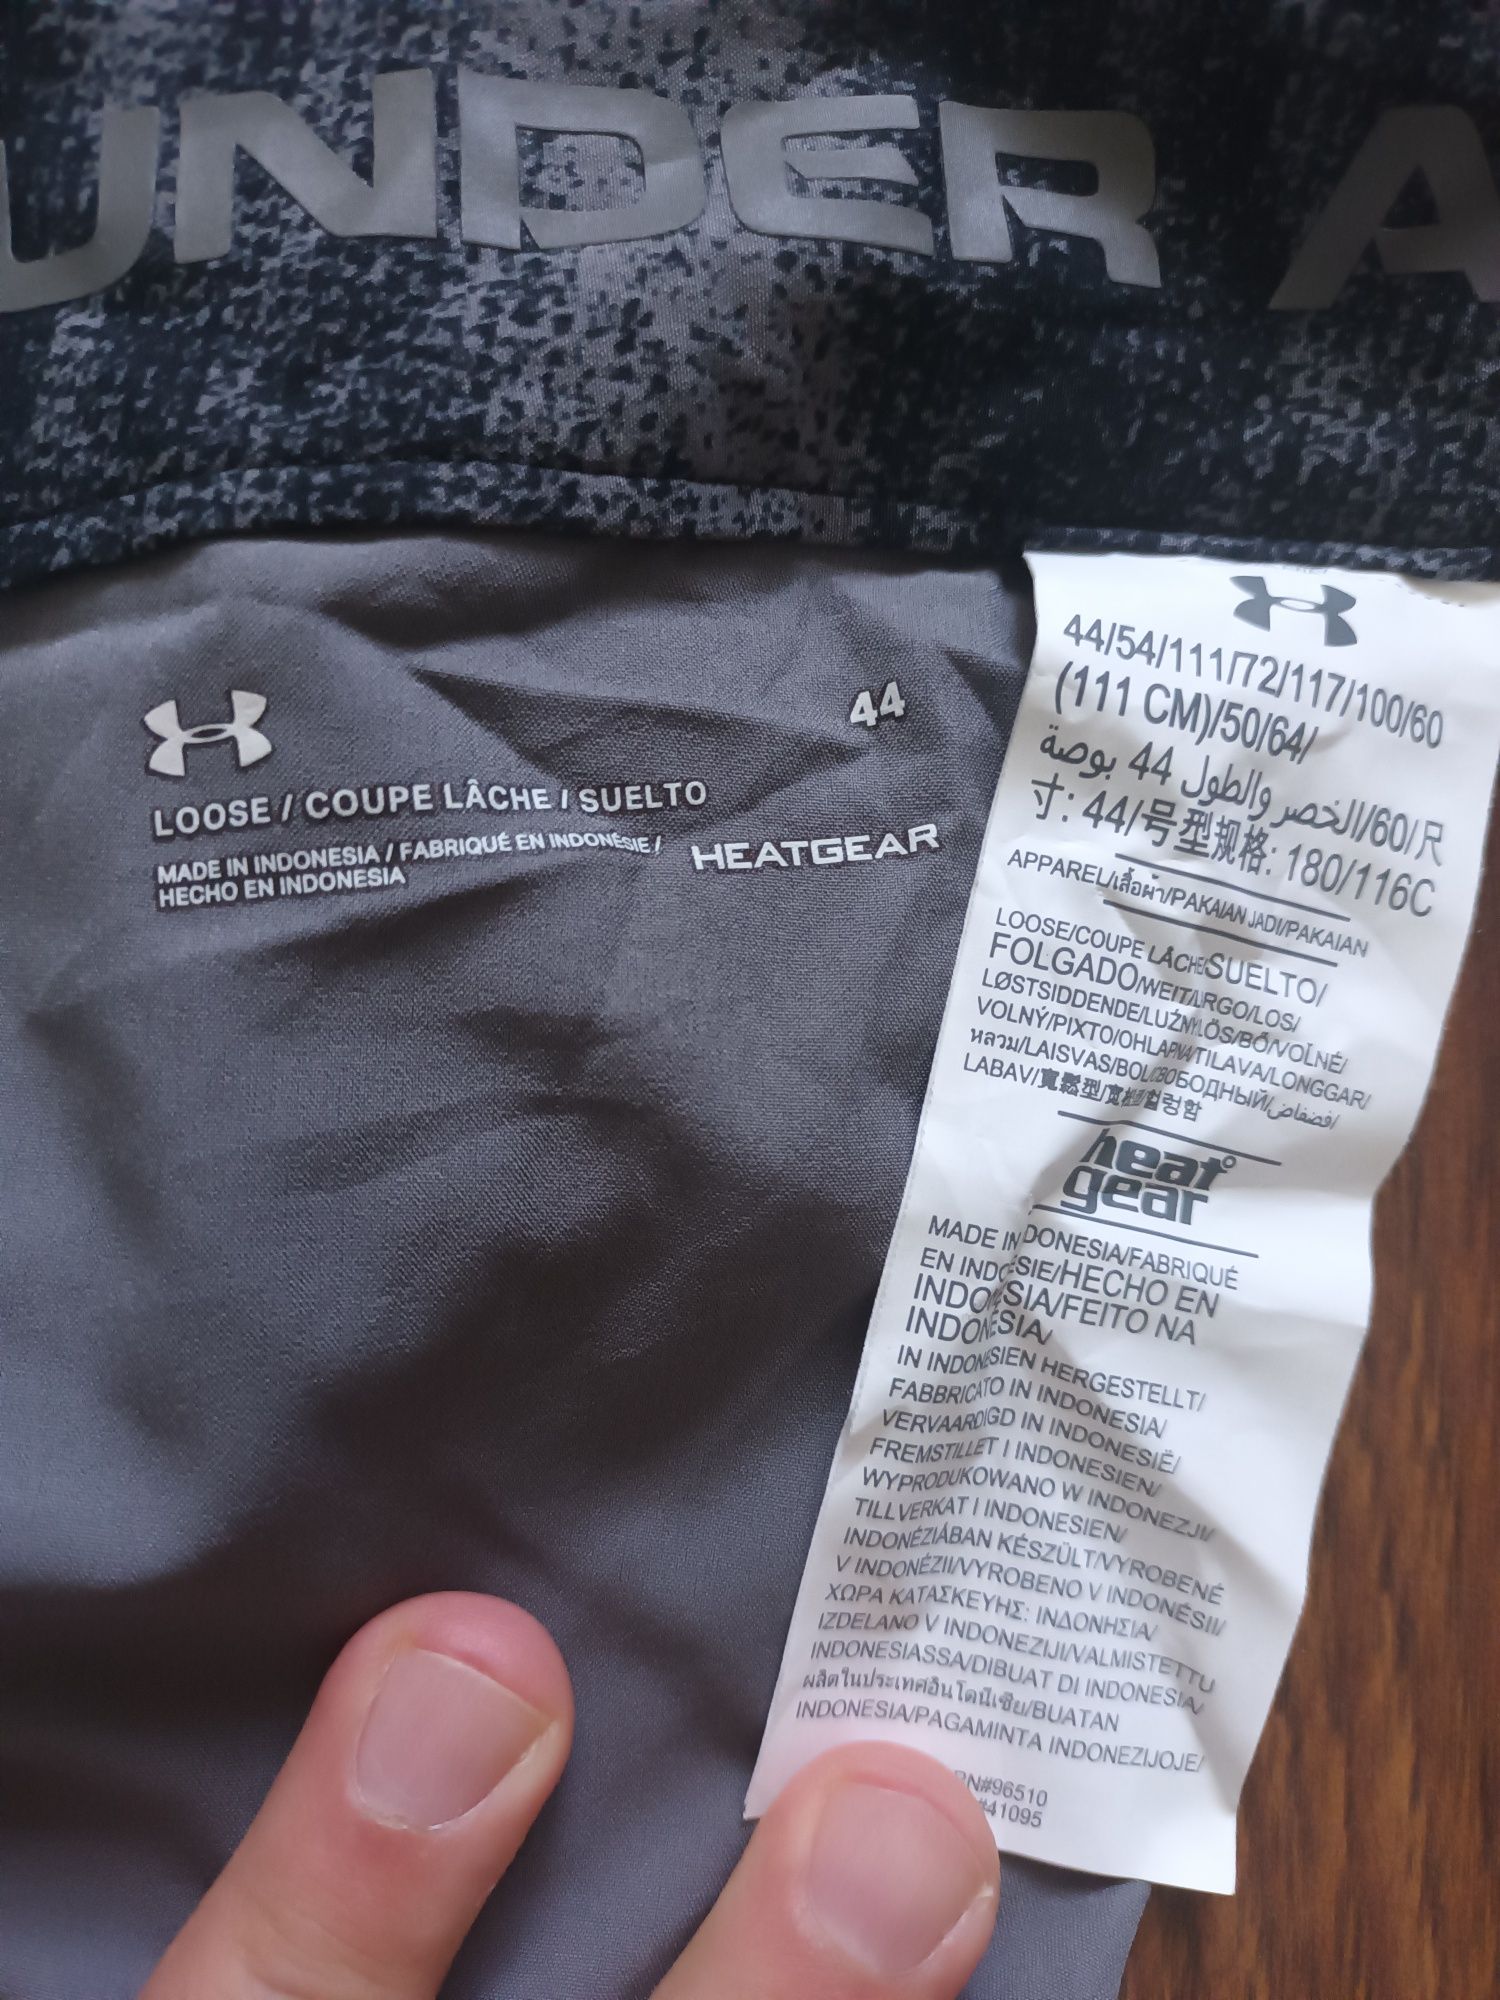 UNDER A
44
LOOSE / COUPE LÂCHE / SUELTO
MADE IN INDONESIA / FABRIQUÉ EN INDONÉSIE /
HECHO EN INDONESIA
HEATGEAR
44/54/111/72/117/100/60
(111 CM)/50/64/
الخصر والطول 44 بوصة/60/尺
寸: 44/号型规格: 180/116C
APPAREL/เสื้อผ้า/PAKAIAN JADI/PAKAIAN
LOOSE/COUPE LÂCHE/SUELTO/
FOLGADO/WEIT/LARGO/LOS/
LØSTSIDDENDE/LUŹNY/LÖS/BŐ/VOĽNÉ/
VOLNÝ/ΡΙΧΤΟ/OHLAPNA/TILAVA/LONGGAR/
หลวม/LAISVAS/BOL/СВОБОДНЫЙ/فضفاض/
LABAV/寬鬆型/宽松型/헐렁함
heat
gear
MADE IN INDONESIA/FABRIQUÉ
EN INDONÉSIE/HECHO EN
INDONESIA/FEITO NA
INDONESIA/
IN INDONESIEN HERGESTELLT/
FABBRICATO IN INDONESIA/
VERVAARDIGD IN INDONESIË/
FREMSTILLET I INDONESIEN/
WYPRODUKOWANO W INDONEZJI/
TILLVERKAT I INDONESIEN/
INDONÉZIÁBAN KÉSZÜLT/VYROBENÉ
V INDONÉZII/VYROBENO V INDONÉSII/
ΧΩΡΑ ΚΑΤΑΣΚΕΥΗΣ: ΙΝΔΟΝΗΣΙΑ/
IZDELANO V INDONEZIJI/VALMISTETTU
INDONESIASSA/DIBUAT DI INDONESIA/
ผลิตในประเทศอินโดนีเซีย/BUATAN
INDONESIA/PAGAMINTA INDONEZIJOJE/
RN#96510
#41095